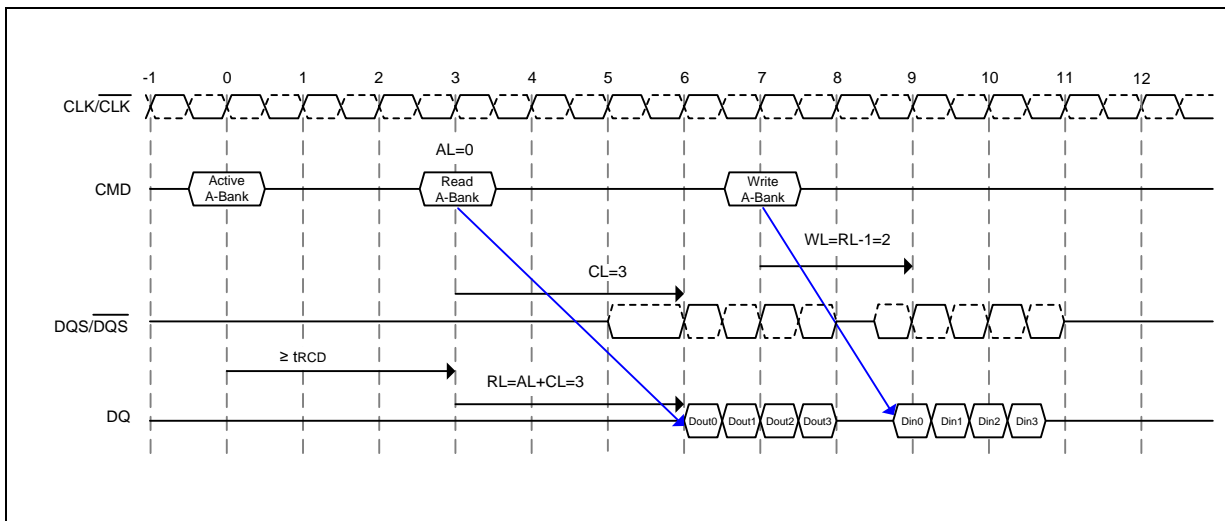 -1 0 1 2 3 4 5 6 7 8 9 10 11 12
CLK/CLK
AL=0
CMD
Active
A-Bank
Read
A-Bank
Write
A-Bank
WL=RL-1=2
CL=3
DQS/DQS
≥ tRCD
RL=AL+CL=3
DQ
Dout0 Dout1 Dout2 Dout3 Din0 Din1 Din2 Din3